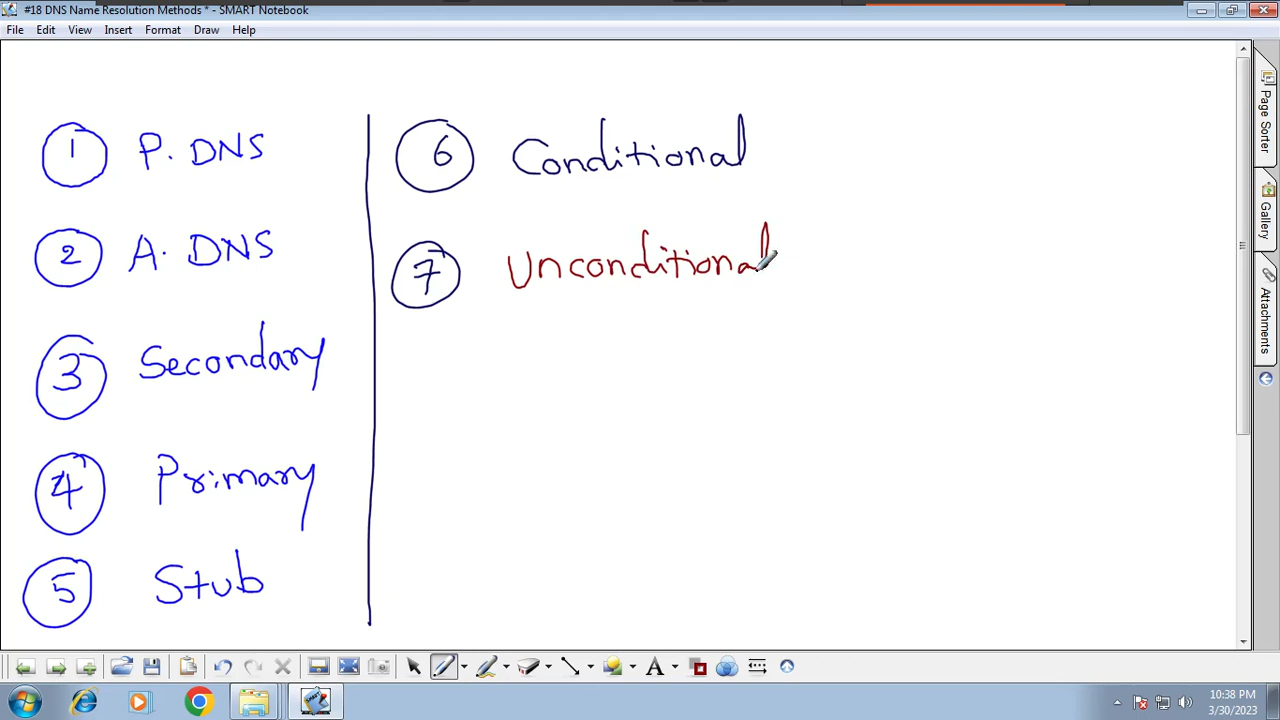 #18 DNS Name Resolution Methods * - SMART Notebook
File Edit View Insert Format Draw Help
1 P. DNS
2 A. DNS
3 Secondary
4 Primary
5 Stub
6 Conditional
7 Unconditional
Page Sorter
Gallery
Attachments
A
10:38 PM
3/30/2023